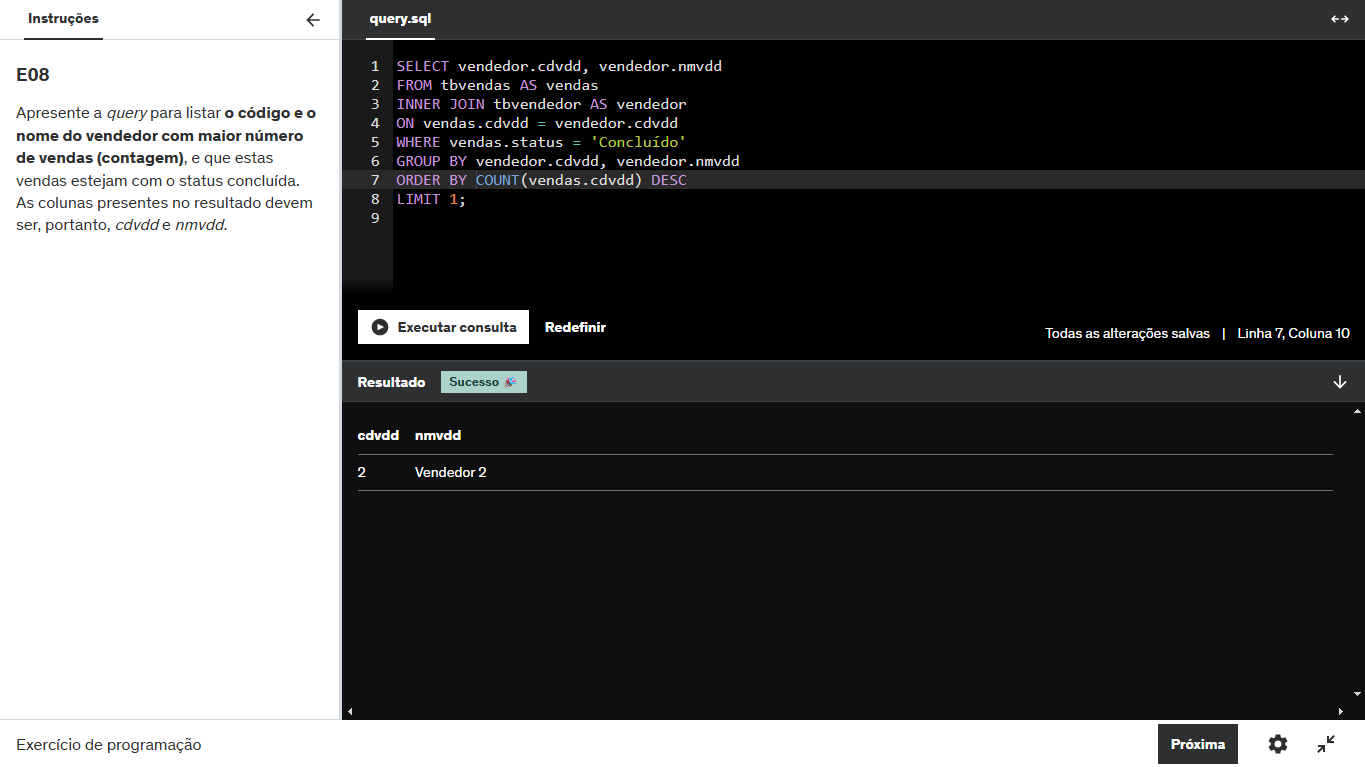 Instruções
E08
Apresente a query para listar o código e o
nome do vendedor com maior número
de vendas (contagem), e que estas
vendas estejam com o status concluída.
As colunas presentes no resultado devem
ser, portanto, cdvdd e nmvdd.
query.sql
1 SELECT vendedor.cdvdd, vendedor.nmvdd
2 FROM tbvendas AS vendas
3 INNER JOIN tbvendedor AS vendedor
4 ON vendas.cdvdd = vendedor.cdvdd
5 WHERE vendas.status = 'Concluído'
6 GROUP BY vendedor.cdvdd, vendedor.nmvdd
7 ORDER BY COUNT(vendas.cdvdd) DESC
8 LIMIT 1;
9
Executar consulta Redefinir
Todas as alterações salvas | Linha 7, Coluna 10
Resultado Sucesso 🎉
cdvdd nmvdd
2 Vendedor 2
Exercício de programação
Próxima